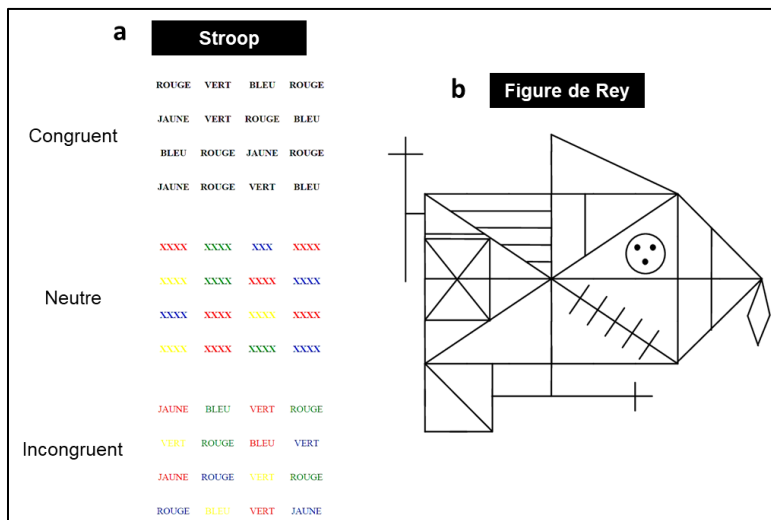 a
Stroop
Congruent
ROUGE VERT BLEU ROUGE
JAUNE VERT ROUGE BLEU
BLEU ROUGE JAUNE ROUGE
JAUNE ROUGE VERT BLEU
Neutre
XXXX XXXX XXX XXXX
XXXX XXXX XXXX XXXX
XXXX XXXX XXXX XXXX
XXXX XXXX XXXX XXXX
Incongruent
JAUNE BLEU VERT ROUGE
VERT ROUGE BLEU VERT
JAUNE ROUGE VERT ROUGE
ROUGE BLEU VERT JAUNE
b
Figure de Rey